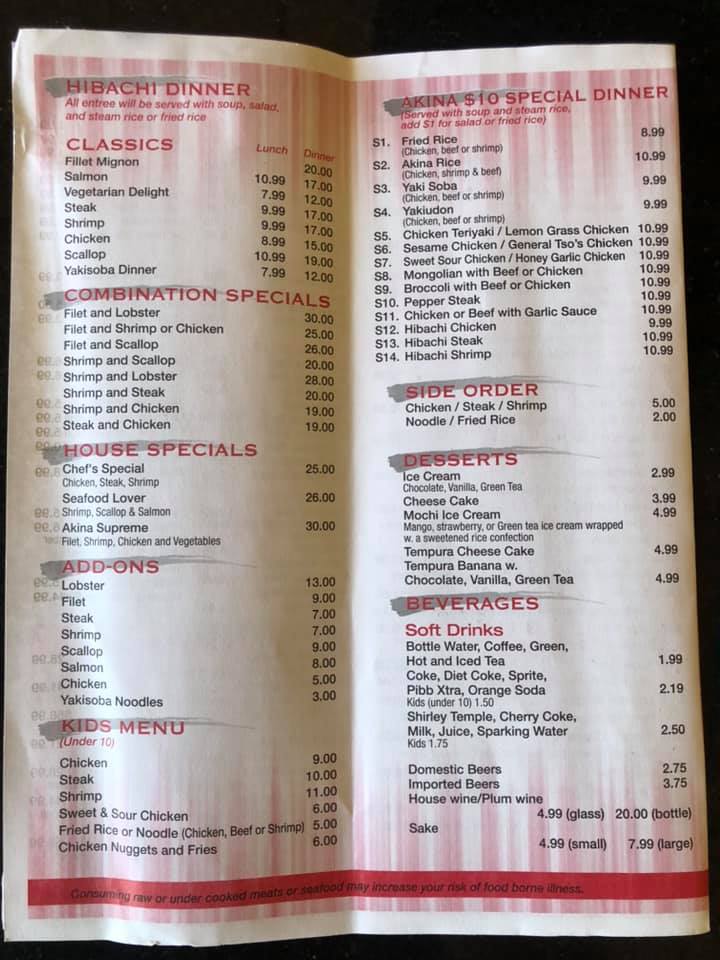 HIBACHI DINNER
All entree will be served with soup, salad,
and steam rice or fried rice
CLASSICS Lunch Dinner
Fillet Mignon 20.00
Salmon 10.99 17.00
Vegetarian Delight 7.99 12.00
Steak 9.99 17.00
Shrimp 9.99 17.00
Chicken 8.99 15.00
Scallop 10.99 19.00
Yakisoba Dinner 7.99 12.00
COMBINATION SPECIALS
Filet and Lobster 30.00
Filet and Shrimp or Chicken 25.00
Filet and Scallop 26.00
Shrimp and Scallop 20.00
Shrimp and Lobster 28.00
Shrimp and Steak 20.00
Shrimp and Chicken 19.00
Steak and Chicken 19.00
HOUSE SPECIALS
Chef's Special 25.00
Chicken, Steak, Shrimp
Seafood Lover 26.00
Shrimp, Scallop & Salmon
Akina Supreme 30.00
Filet, Shrimp, Chicken and Vegetables
ADD-ONS
Lobster 13.00
Filet 9.00
Steak 7.00
Shrimp 7.00
Scallop 9.00
Salmon 8.00
Chicken 5.00
Yakisoba Noodles 3.00
KIDS MENU
(Under 10)
Chicken 9.00
Steak 10.00
Shrimp 11.00
Sweet & Sour Chicken 6.00
Fried Rice or Noodle (Chicken, Beef or Shrimp) 5.00
Chicken Nuggets and Fries 6.00
AKINA $10 SPECIAL DINNER
(Served with soup and steam rice,
add $1 for salad or fried rice)
S1. Fried Rice 8.99
(Chicken, beef or shrimp)
S2. Akina Rice 10.99
(Chicken, shrimp & beef)
S3. Yaki Soba 9.99
(Chicken, beef or shrimp)
S4. Yakiudon 9.99
(Chicken, beef or shrimp)
S5. Chicken Teriyaki / Lemon Grass Chicken 10.99
S6. Sesame Chicken / General Tso's Chicken 10.99
S7. Sweet Sour Chicken / Honey Garlic Chicken 10.99
S8. Mongolian with Beef or Chicken 10.99
S9. Broccoli with Beef or Chicken 10.99
S10. Pepper Steak 10.99
S11. Chicken or Beef with Garlic Sauce 10.99
S12. Hibachi Chicken 9.99
S13. Hibachi Steak 10.99
S14. Hibachi Shrimp 10.99
SIDE ORDER
Chicken / Steak / Shrimp 5.00
Noodle / Fried Rice 2.00
DESSERTS
Ice Cream 2.99
Chocolate, Vanilla, Green Tea
Cheese Cake 3.99
Mochi Ice Cream 4.99
Mango, strawberry, or Green tea ice cream wrapped
w. a sweetened rice confection
Tempura Cheese Cake 4.99
Tempura Banana w.
Chocolate, Vanilla, Green Tea 4.99
BEVERAGES
Soft Drinks
Bottle Water, Coffee, Green,
Hot and Iced Tea 1.99
Coke, Diet Coke, Sprite,
Pibb Xtra, Orange Soda 2.19
Kids (under 10) 1.50
Shirley Temple, Cherry Coke,
Milk, Juice, Sparking Water 2.50
Kids 1.75
Domestic Beers 2.75
Imported Beers 3.75
House wine/Plum wine
4.99 (glass) 20.00 (bottle)
Sake
4.99 (small) 7.99 (large)
Consuming raw or under cooked meats or seafood may increase your risk of food borne illness.